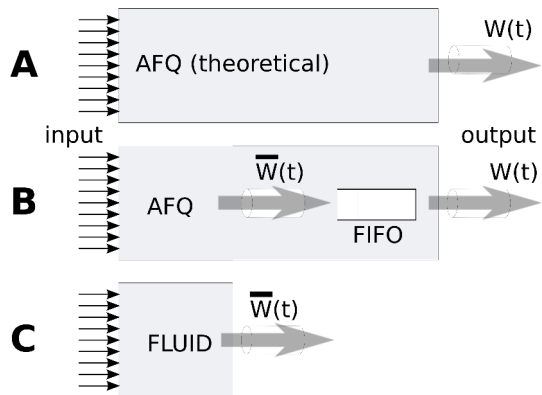 W(t)
A AFQ (theoretical)
input output
W̅(t) W(t)
B AFQ
FIFO
W̅(t)
C FLUID